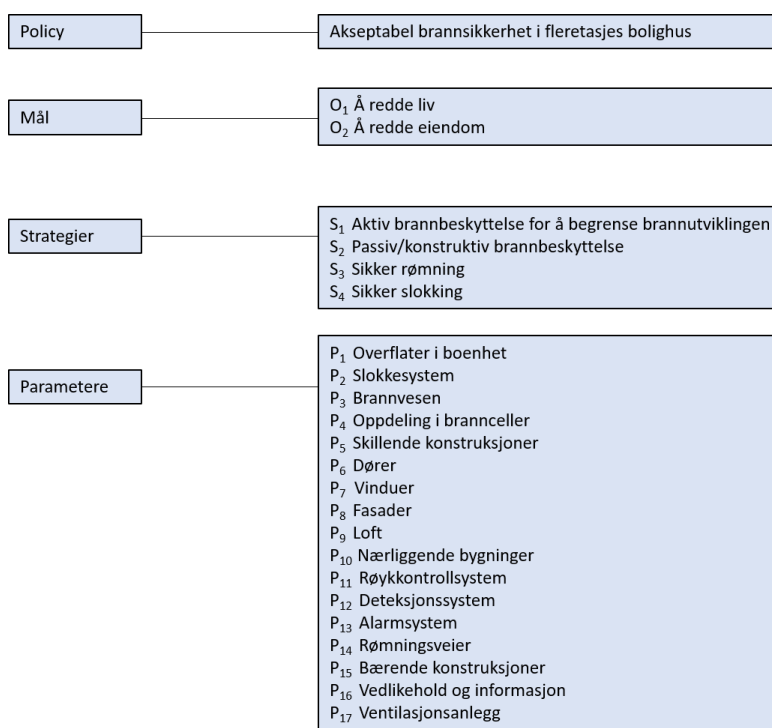 Policy
Akseptabel brannsikkerhet i fleretasjes bolighus
Mål
O₁ Å redde liv
O₂ Å redde eiendom
Strategier
S₁ Aktiv brannbeskyttelse for å begrense brannutviklingen
S₂ Passiv/konstruktiv brannbeskyttelse
S₃ Sikker rømning
S₄ Sikker slokking
Parametere
P₁ Overflater i boenhet
P₂ Slokkesystem
P₃ Brannvesen
P₄ Oppdeling i brannceller
P₅ Skillende konstruksjoner
P₆ Dører
P₇ Vinduer
P₈ Fasader
P₉ Loft
P₁₀ Nærliggende bygninger
P₁₁ Røykkontrollsystem
P₁₂ Deteksjonssystem
P₁₃ Alarmsystem
P₁₄ Rømningsveier
P₁₅ Bærende konstruksjoner
P₁₆ Vedlikehold og informasjon
P₁₇ Ventilasjonsanlegg